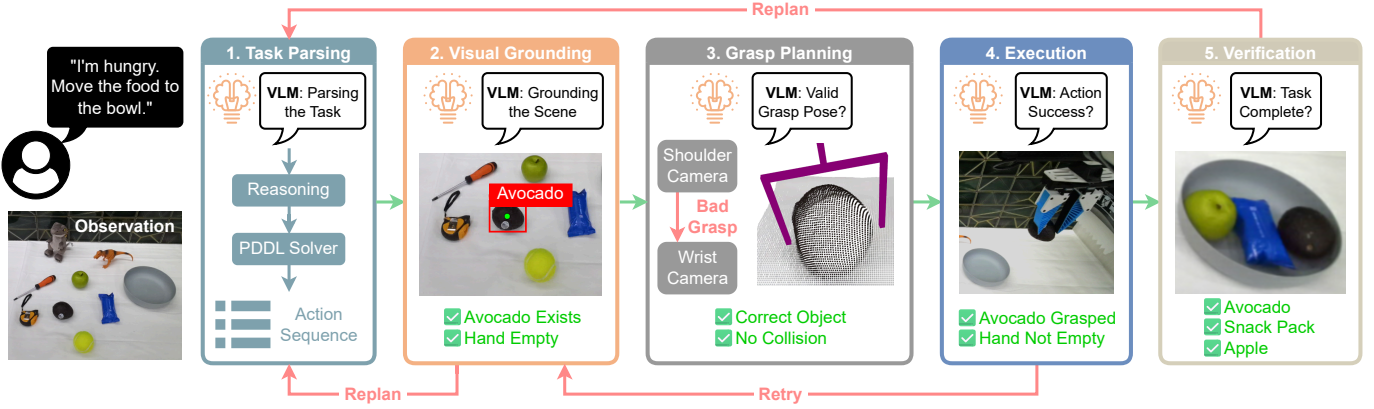 Replan
"I'm hungry.
Move the food to
the bowl."
Observation
1. Task Parsing
VLM: Parsing
the Task
Reasoning
PDDL Solver
Action
Sequence
2. Visual Grounding
VLM: Grounding
the Scene
Avocado
Avocado Exists
Hand Empty
3. Grasp Planning
VLM: Valid
Grasp Pose?
Shoulder
Camera
Bad
Grasp
Wrist
Camera
Correct Object
No Collision
4. Execution
VLM: Action
Success?
Avocado Grasped
Hand Not Empty
5. Verification
VLM: Task
Complete?
Avocado
Snack Pack
Apple
Replan
Retry